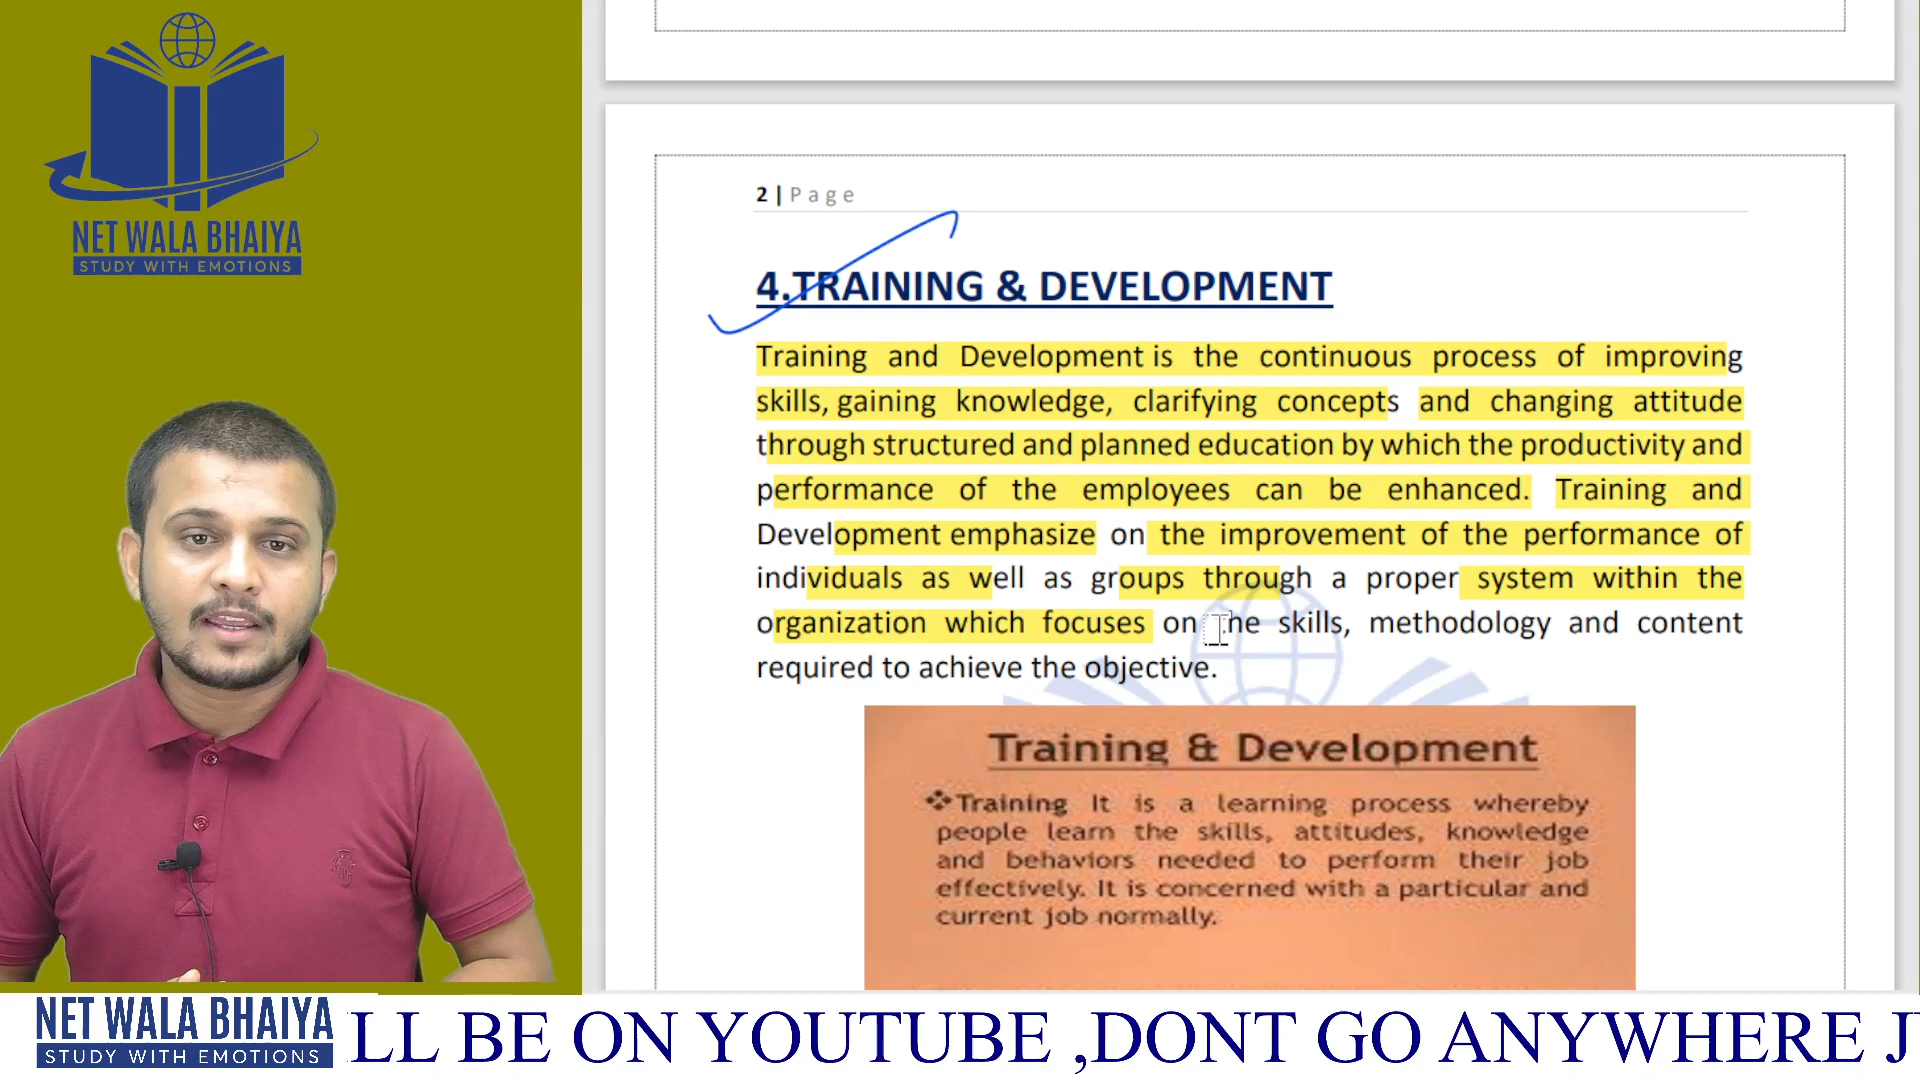 NET WALA BHAIYA
STUDY WITH EMOTIONS
2 | Page
4.TRAINING & DEVELOPMENT
Training and Development is the continuous process of improving
skills, gaining knowledge, clarifying concepts and changing attitude
through structured and planned education by which the productivity and
performance of the employees can be enhanced. Training and
Development emphasize on the improvement of the performance of
individuals as well as groups through a proper system within the
organization which focuses on the skills, methodology and content
required to achieve the objective.
Training & Development
❖Training It is a learning process whereby
people learn the skills, attitudes, knowledge
and behaviors needed to perform their job
effectively. It is concerned with a particular and
current job normally.
NET WALA BHAIYA
STUDY WITH EMOTIONS
LL BE ON YOUTUBE ,DONT GO ANYWHERE J